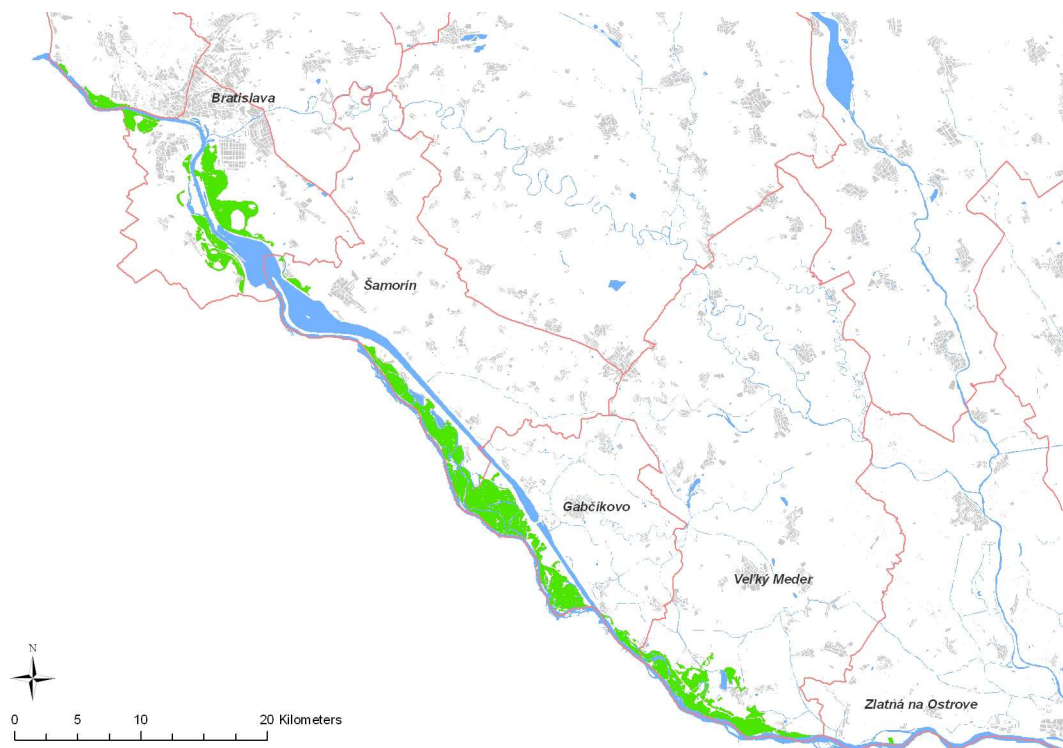 Bratislava
Šamorín
Gabčíkovo
Veľký Meder
Zlatná na Ostrove
N
0 5 10 20 Kilometers